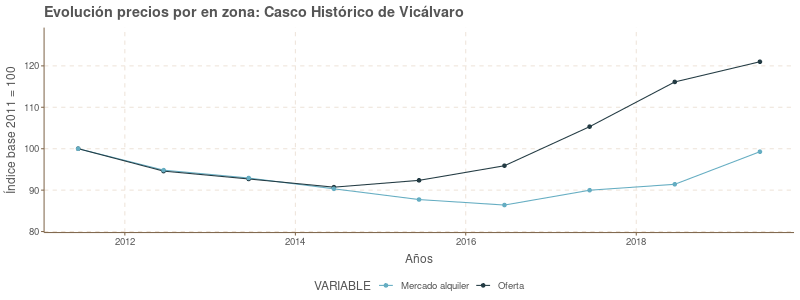 Evolución precios por en zona: Casco Histórico de Vicálvaro
Índice base 2011 = 100
120
110
100
90
80
2012 2014 2016 2018
Años
VARIABLE Mercado alquiler Oferta